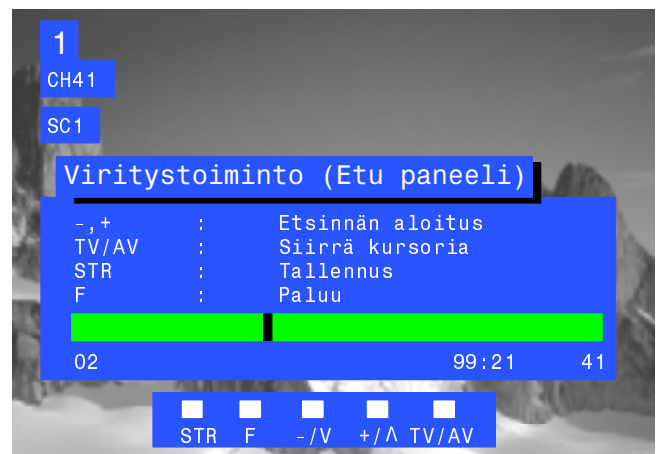 1
CH41
SC1
Viritystoiminto (Etu paneeli)
-,+ : Etsinnän aloitus
TV/AV : Siirrä kursoria
STR : Tallennus
F : Paluu
02 99:21 41
STR F -/V +/Λ TV/AV